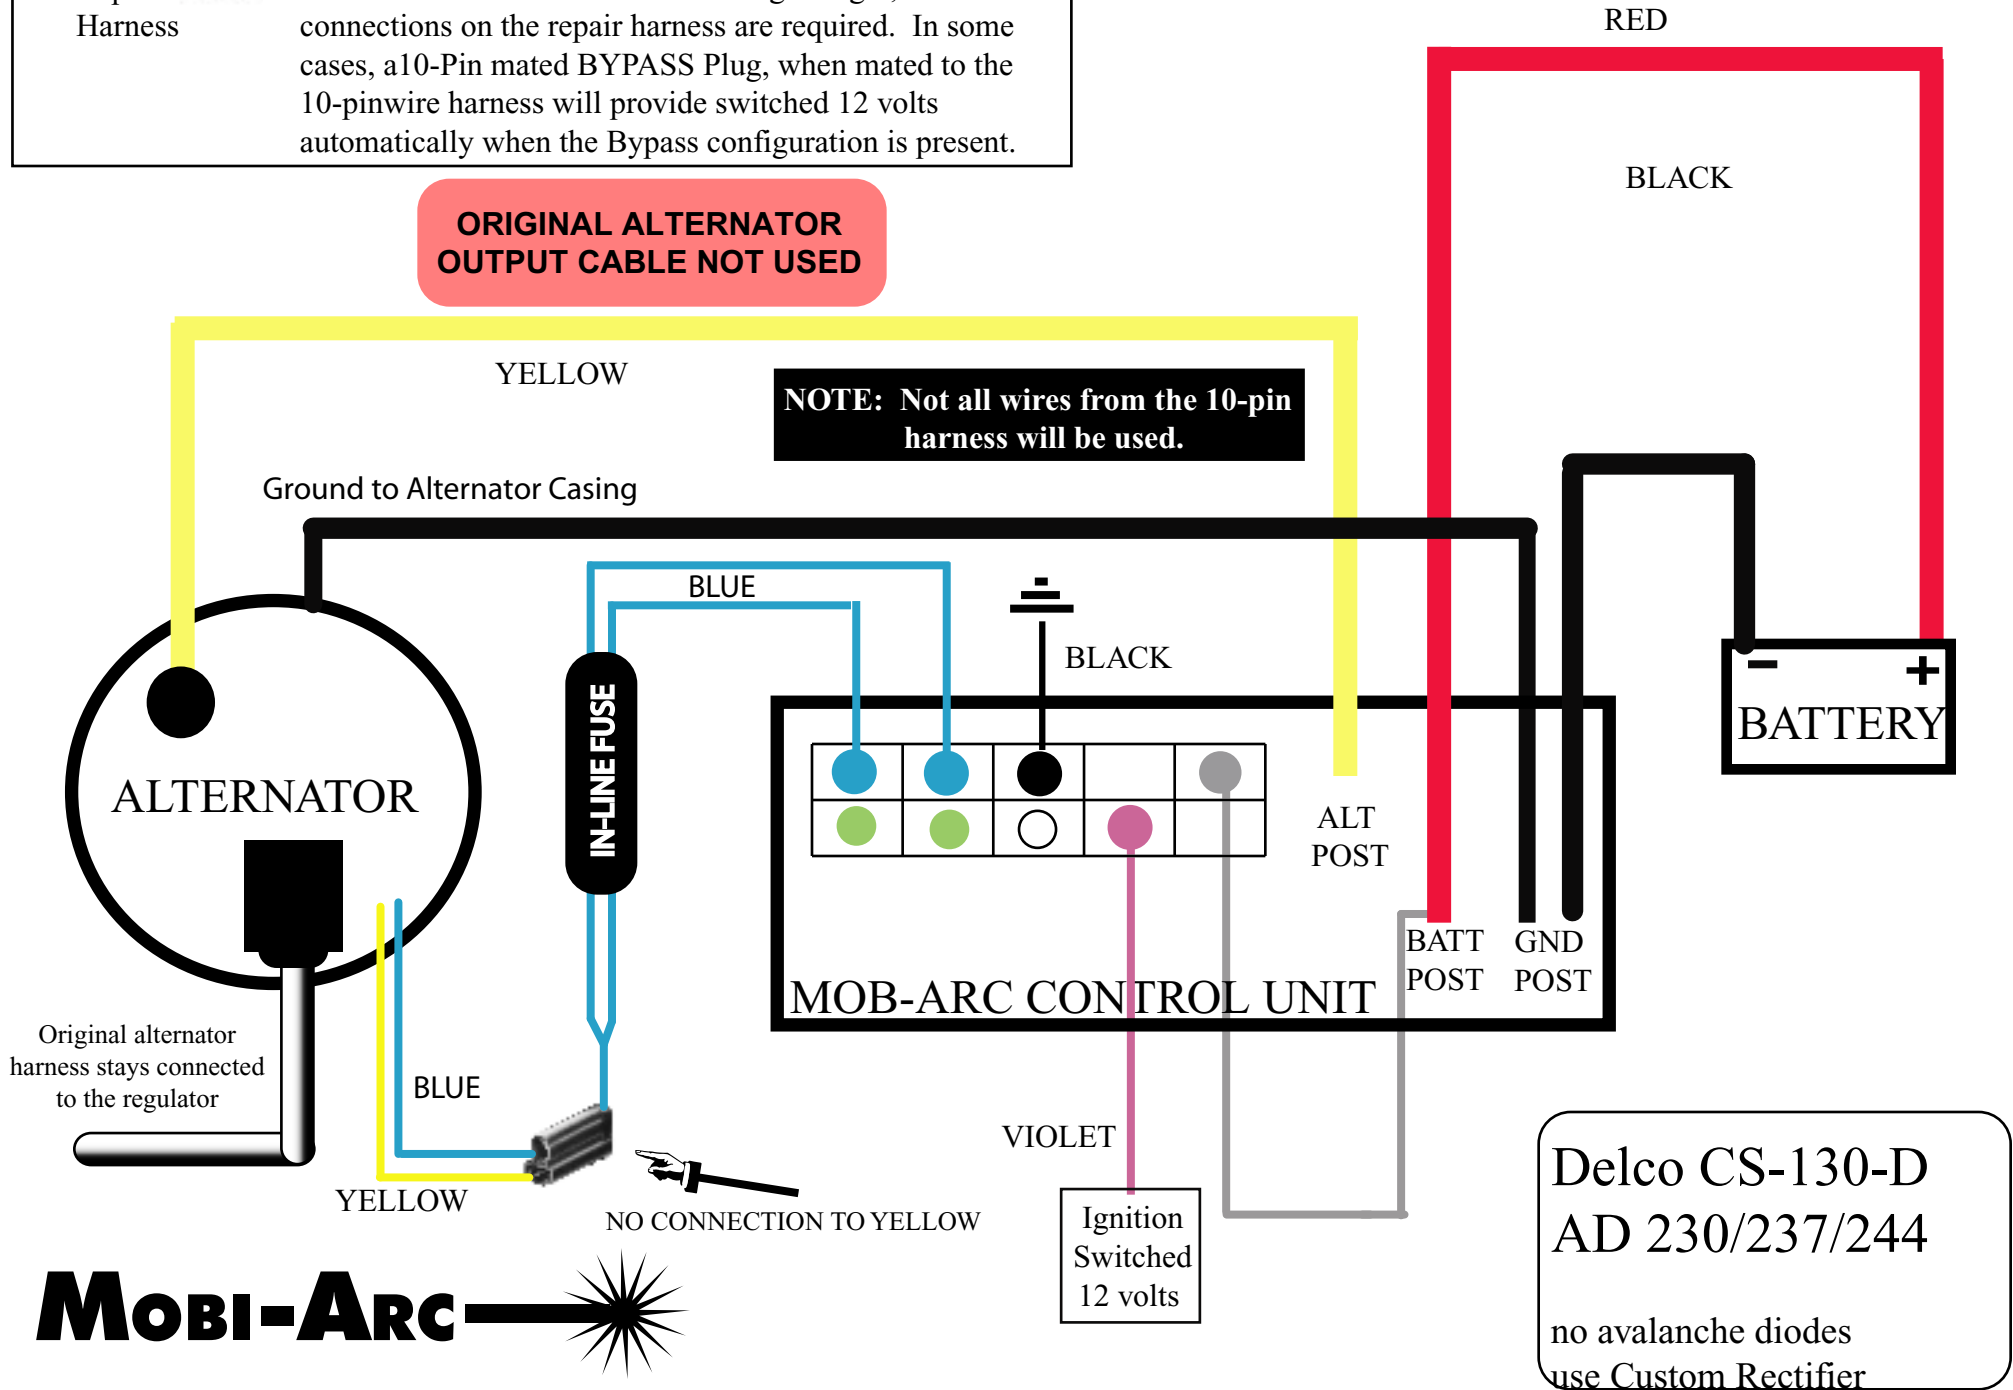 Harness
connections on the repair harness are required.  In some
cases, a10-Pin mated BYPASS Plug, when mated to the
10-pinwire harness will provide switched 12 volts
automatically when the Bypass configuration is present.
RED
BLACK
ORIGINAL ALTERNATOR
OUTPUT CABLE NOT USED
YELLOW
NOTE:  Not all wires from the 10-pin
harness will be used.
Ground to Alternator Casing
BLUE
BLACK
IN-LINE FUSE
ALTERNATOR
- +
BATTERY
ALT
POST
BATT
POST
GND
POST
MOB-ARC CONTROL UNIT
Original alternator
harness stays connected
to the regulator
BLUE
YELLOW
NO CONNECTION TO YELLOW
VIOLET
Ignition
Switched
12 volts
MOBI-ARC
Delco CS-130-D
AD 230/237/244
no avalanche diodes
use Custom Rectifier